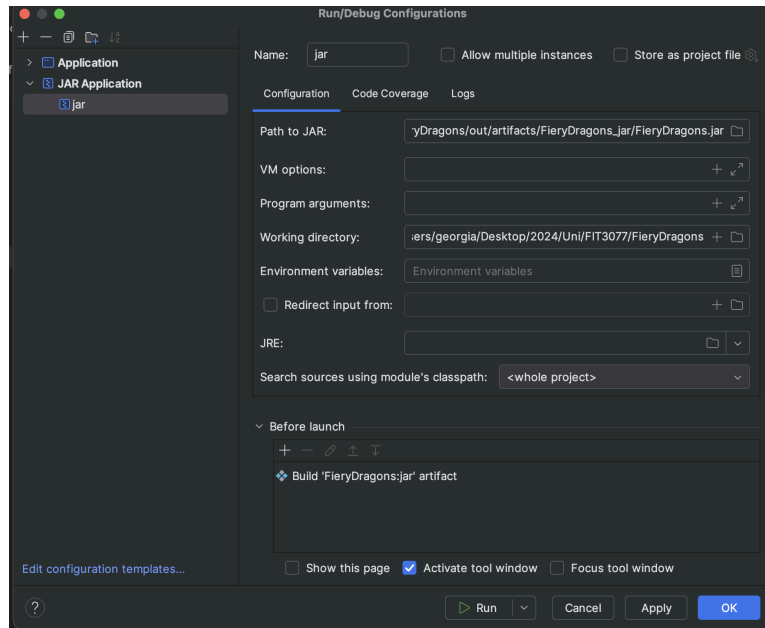 Run/Debug Configurations
Name:
jar
Allow multiple instances
Store as project file
Application
JAR Application
jar
Configuration
Code Coverage
Logs
Path to JAR:
yDragons/out/artifacts/FieryDragons_jar/FieryDragons.jar
VM options:
Program arguments:
Working directory:
ers/georgia/Desktop/2024/Uni/FIT3077/FieryDragons
Environment variables:
Environment variables
Redirect input from:
JRE:
Search sources using module's classpath:
<whole project>
Before launch
Build 'FieryDragons:jar' artifact
Show this page
Activate tool window
Focus tool window
Edit configuration templates...
?
Run
Cancel
Apply
OK